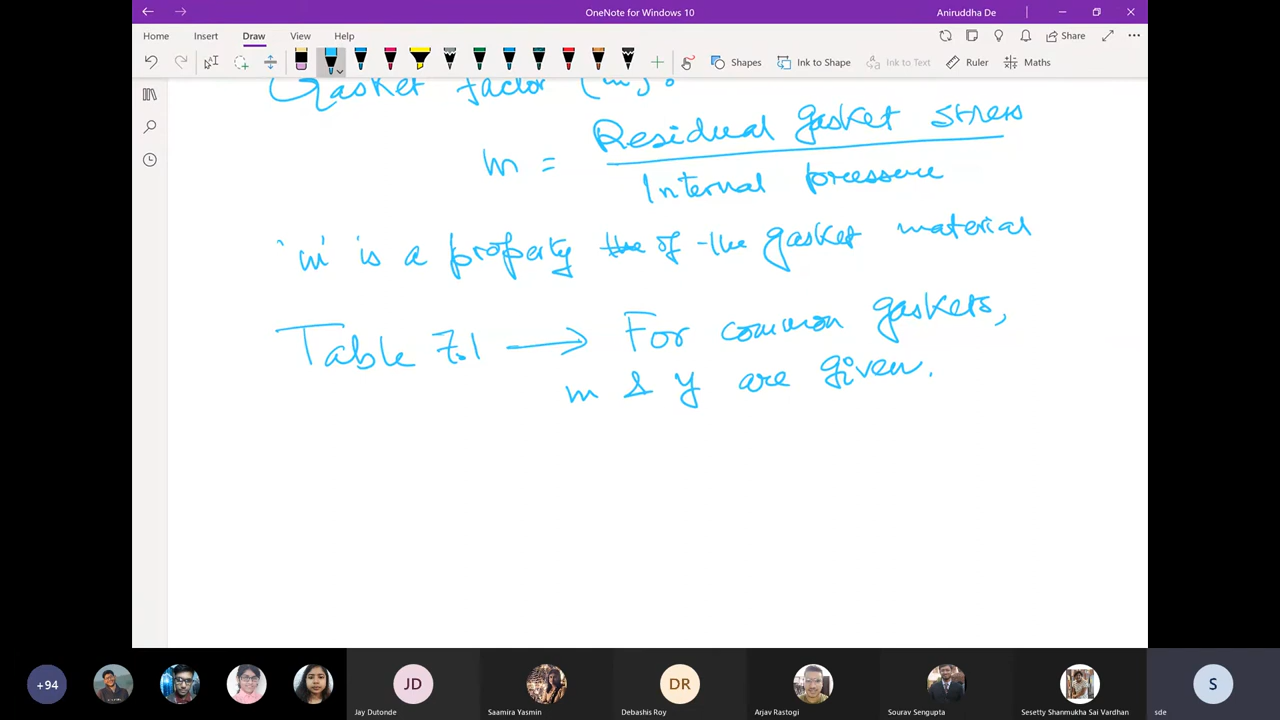 OneNote for Windows 10
Aniruddha De
Home Insert Draw View Help
Share
Shapes Ink to Shape Ink to Text Ruler Maths
Gasket factor (m):
m = Residual gasket stress
Internal pressure
'm' is a property of the gasket material
Table 7.1 → For common gaskets,
m & y are given.
+94
JD
DR
S
Jay Dutonde Saamira Yasmin Debashis Roy Arjav Rastogi Sourav Sengupta Sesetty Shanmukha Sai Vardhan sde